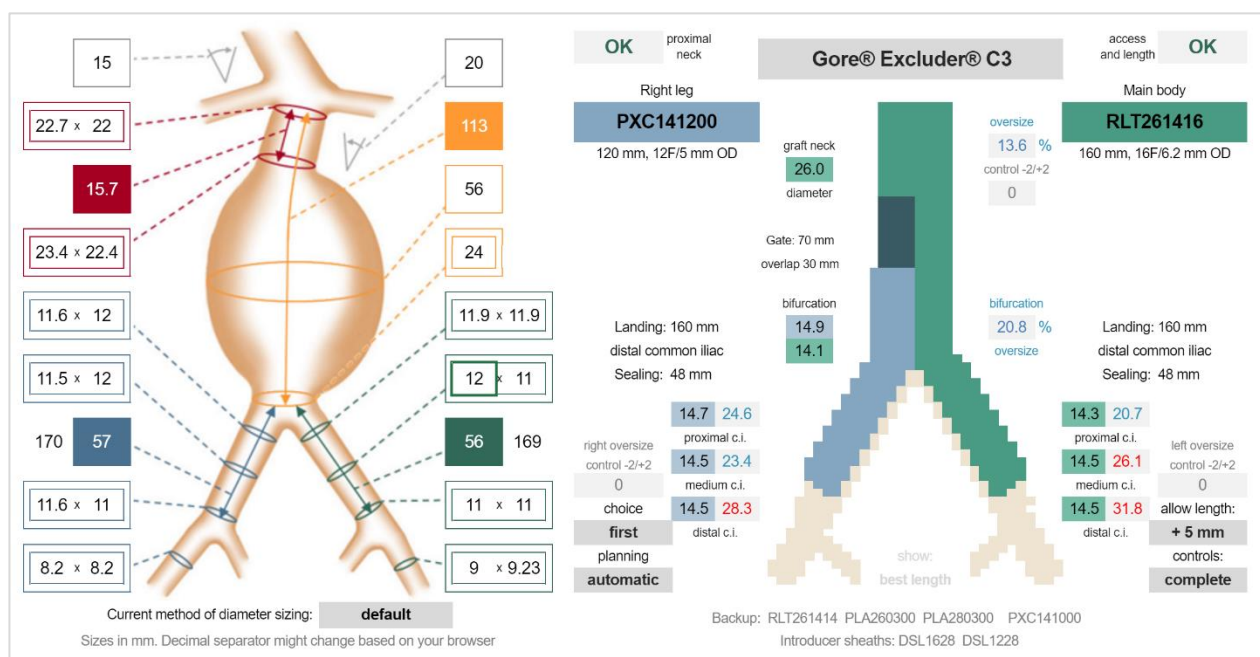 15
20
22.7 x 22
113
15.7
56
23.4 x 22.4
24
11.6 x 12
11.9 x 11.9
11.5 x 12
12 x 11
170 57
56 169
11.6 x 11
11 x 11
8.2 x 8.2
9 x 9.23
Current method of diameter sizing: default
Sizes in mm. Decimal separator might change based on your browser
OK
proximal
neck
Gore® Excluder® C3
access
and length
OK
Right leg
PXC141200
120 mm, 12F/5 mm OD
Main body
RLT261416
160 mm, 16F/6.2 mm OD
graft neck
26.0
diameter
oversize
13.6 %
control -2/+2
0
Gate: 70 mm
overlap 30 mm
bifurcation
14.9
14.1
bifurcation
20.8 %
oversize
Landing: 160 mm
distal common iliac
Sealing: 48 mm
Landing: 160 mm
distal common iliac
Sealing: 48 mm
14.7 24.6
proximal c.i.
14.5 23.4
medium c.i.
14.5 28.3
distal c.i.
right oversize
control -2/+2
0
choice
first
planning
automatic
14.3 20.7
proximal c.i.
14.5 26.1
medium c.i.
14.5 31.8
distal c.i.
left oversize
control -2/+2
0
allow length:
+ 5 mm
controls:
complete
show:
best length
Backup: RLT261414 PLA260300 PLA280300 PXC141000
Introducer sheaths: DSL1628 DSL1228